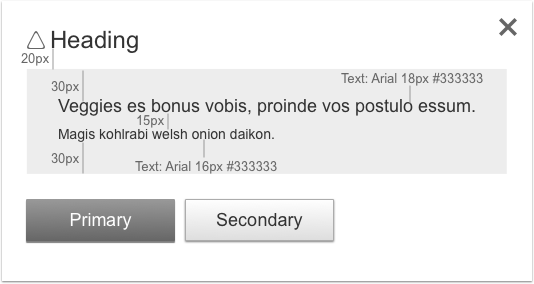 Heading
20px
Text: Arial 18px #333333
30px
Veggies es bonus vobis, proinde vos postulo essum.
15px
Magis kohlrabi welsh onion daikon.
30px
Text: Arial 16px #333333
Primary
Secondary